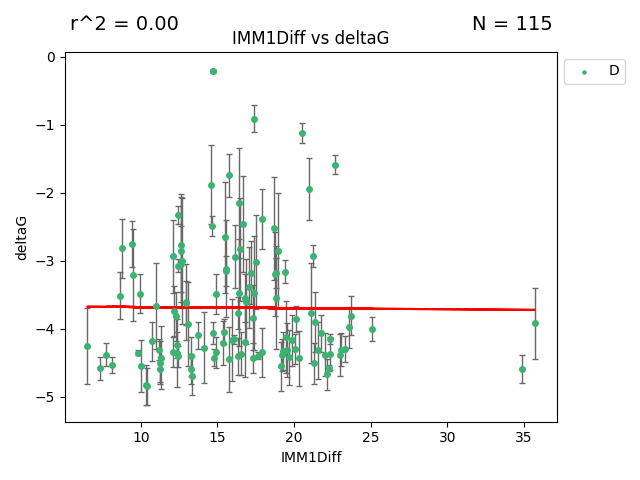 r^2 = 0.00
N = 115
IMM1Diff vs deltaG
D
deltaG
0
−1
−2
−3
−4
−5
10 15 20 25 30 35
IMM1Diff